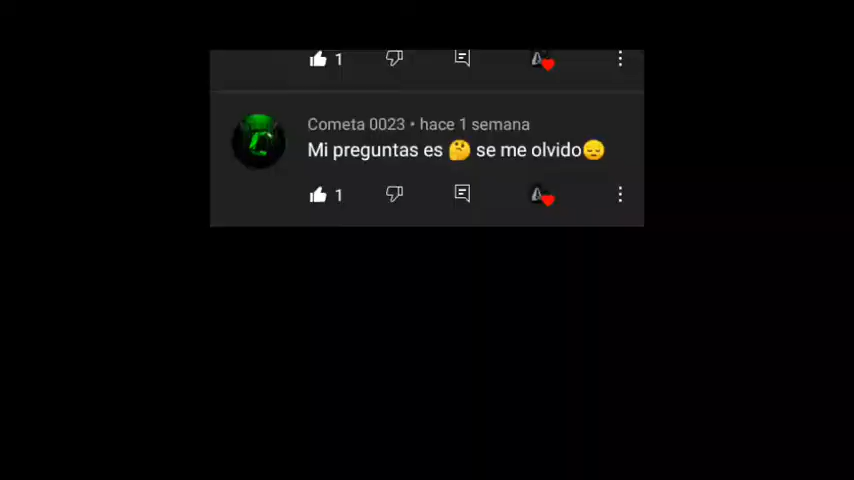 1
Cometa 0023 • hace 1 semana
Mi preguntas es 🤔 se me olvido😔
1